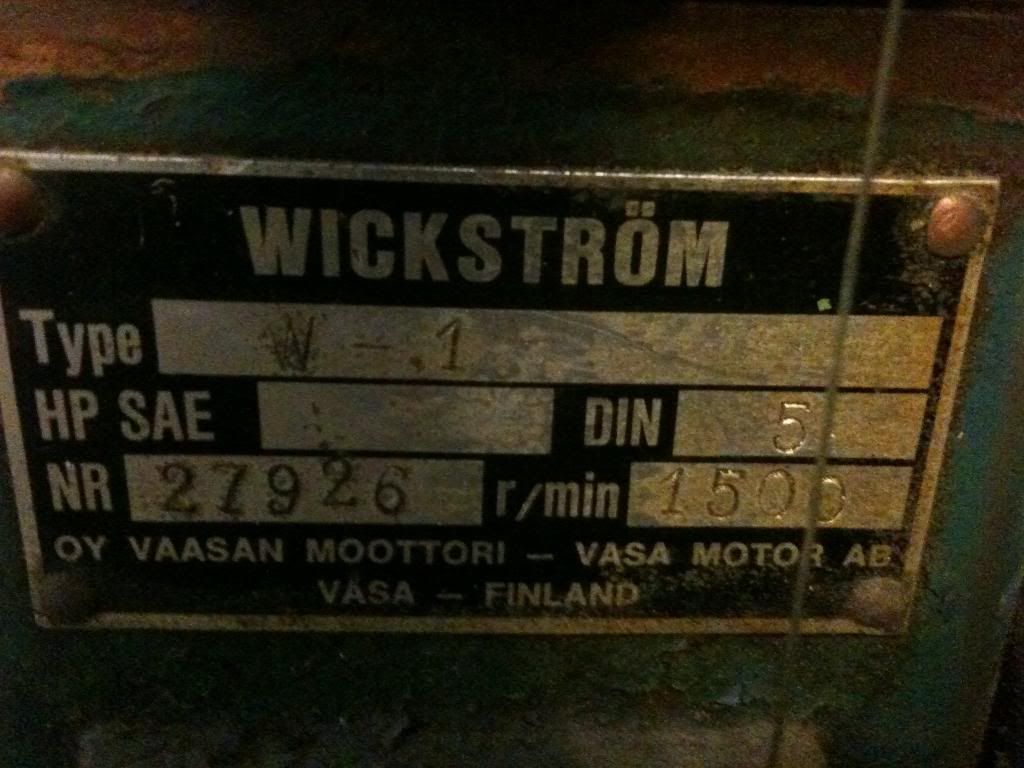 WICKSTRÖM
Type W - 1
HP SAE DIN 5
NR 27926 r/min 1500
OY VAASAN MOOTTORI - VASA MOTOR AB
VASA - FINLAND